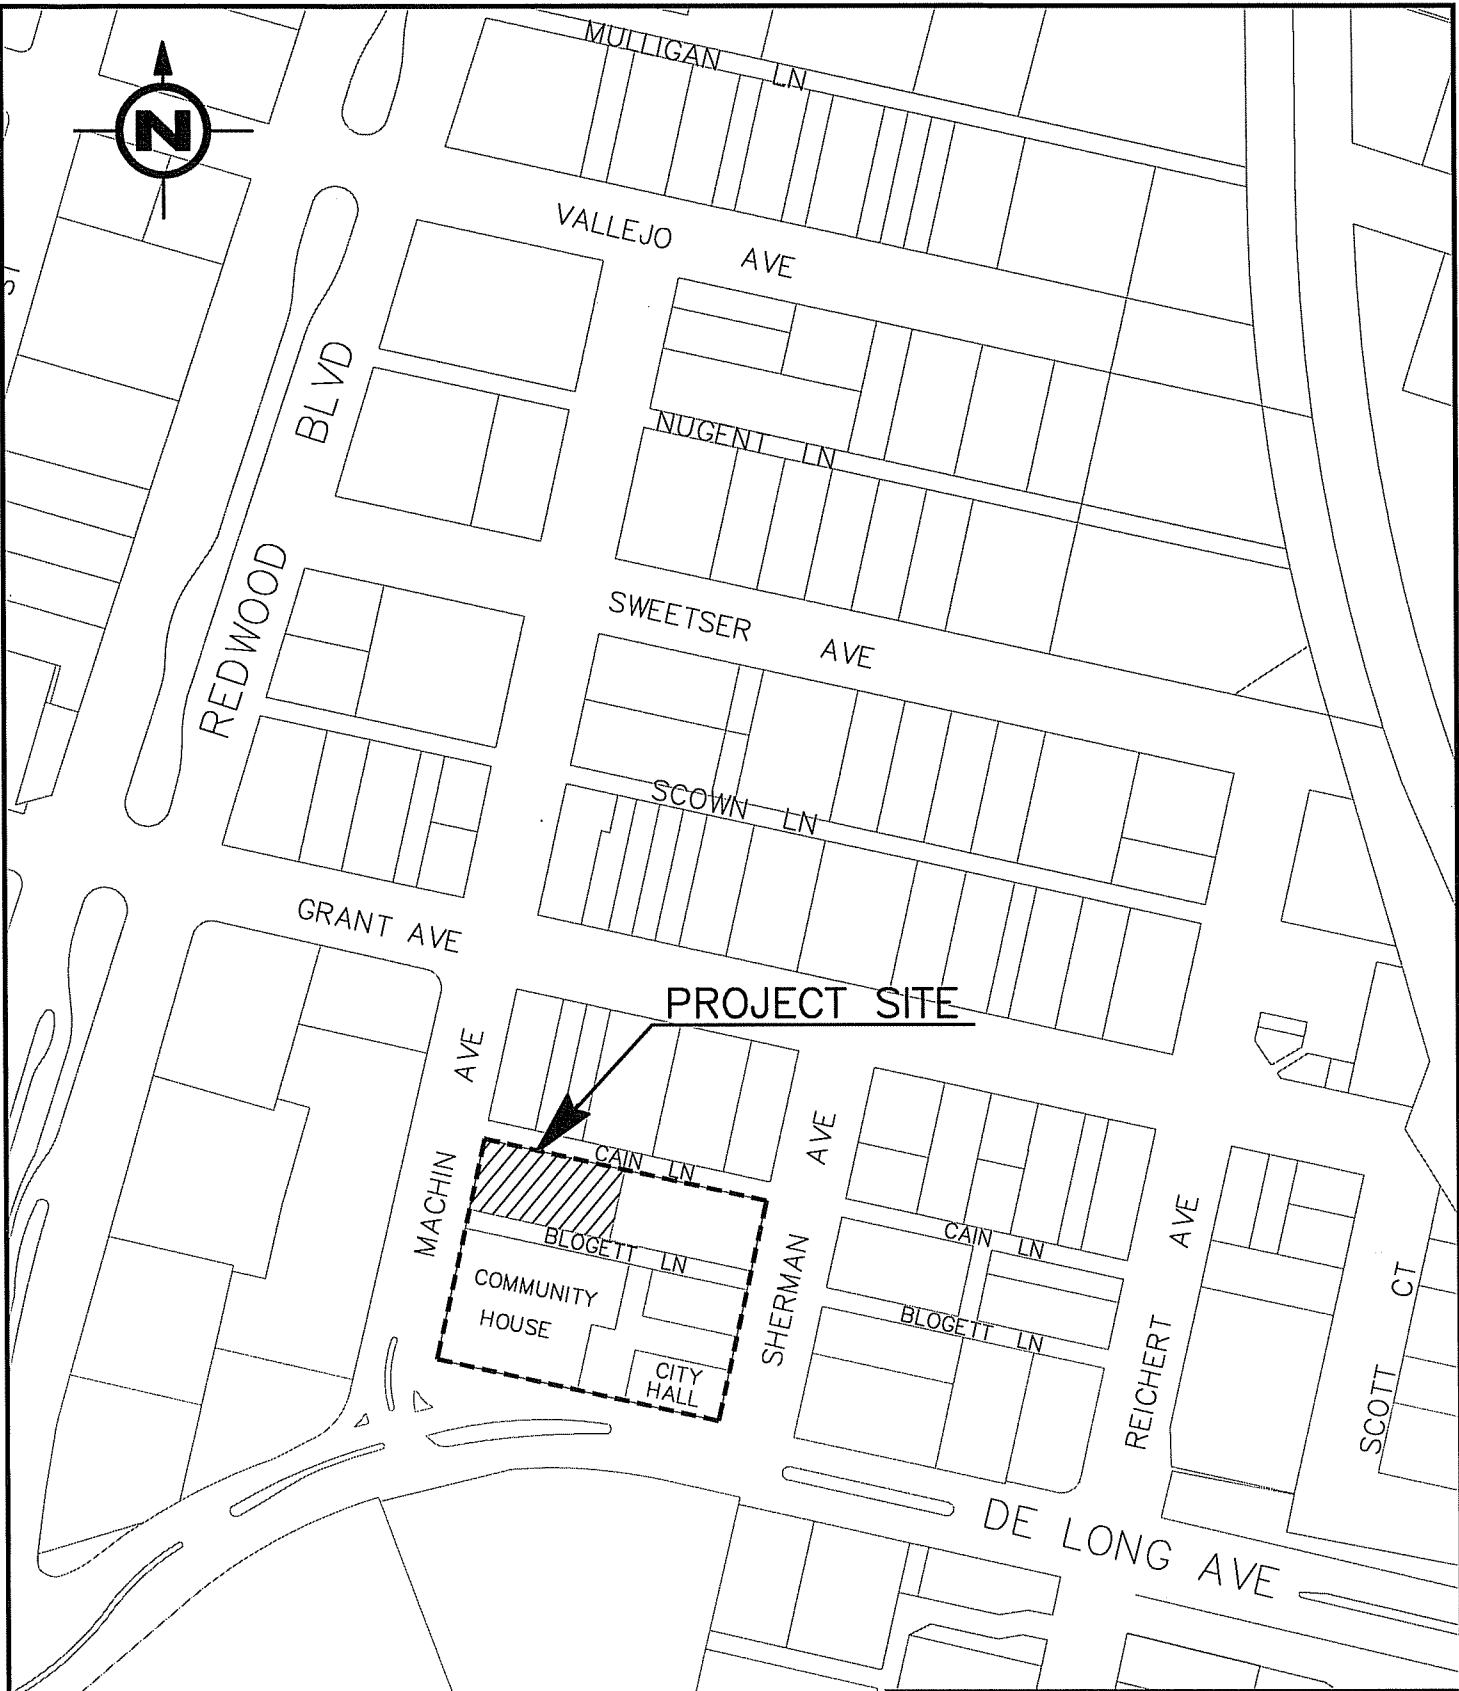 MULLIGAN LN
N
VALLEJO AVE
ST
REDWOOD BLVD
NUGENT LN
SWEETSER AVE
SCOWN LN
GRANT AVE
PROJECT SITE
MACHIN AVE
CAIN LN
BLOGETT LN
COMMUNITY
HOUSE
CITY
HALL
SHERMAN AVE
CAIN LN
BLOGETT LN
REICHERT AVE
SCOTT CT
DE LONG AVE